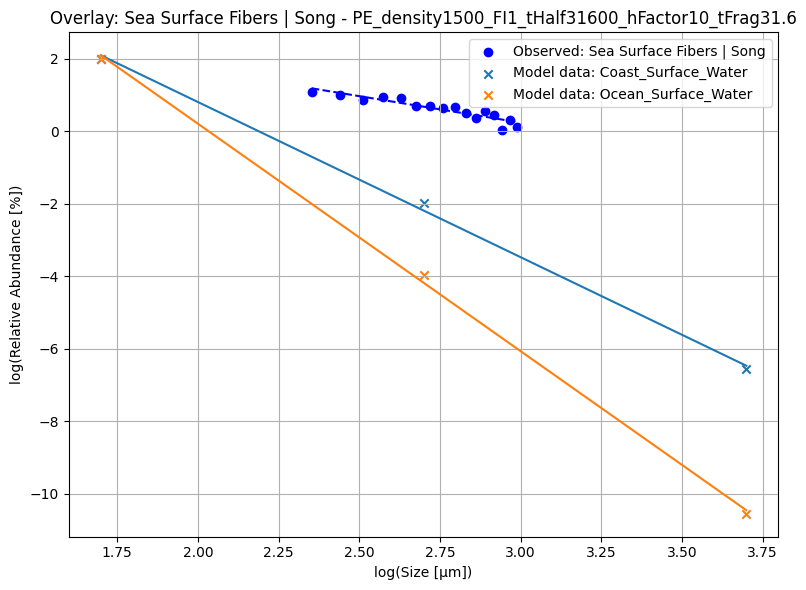 Overlay: Sea Surface Fibers | Song - PE_density1500_FI1_tHalf31600_hFactor10_tFrag31.6
Observed: Sea Surface Fibers | Song
Model data: Coast_Surface_Water
Model data: Ocean_Surface_Water
log(Relative Abundance [%])
2
0
−2
−4
−6
−8
−10
1.75 2.00 2.25 2.50 2.75 3.00 3.25 3.50 3.75
log(Size [µm])